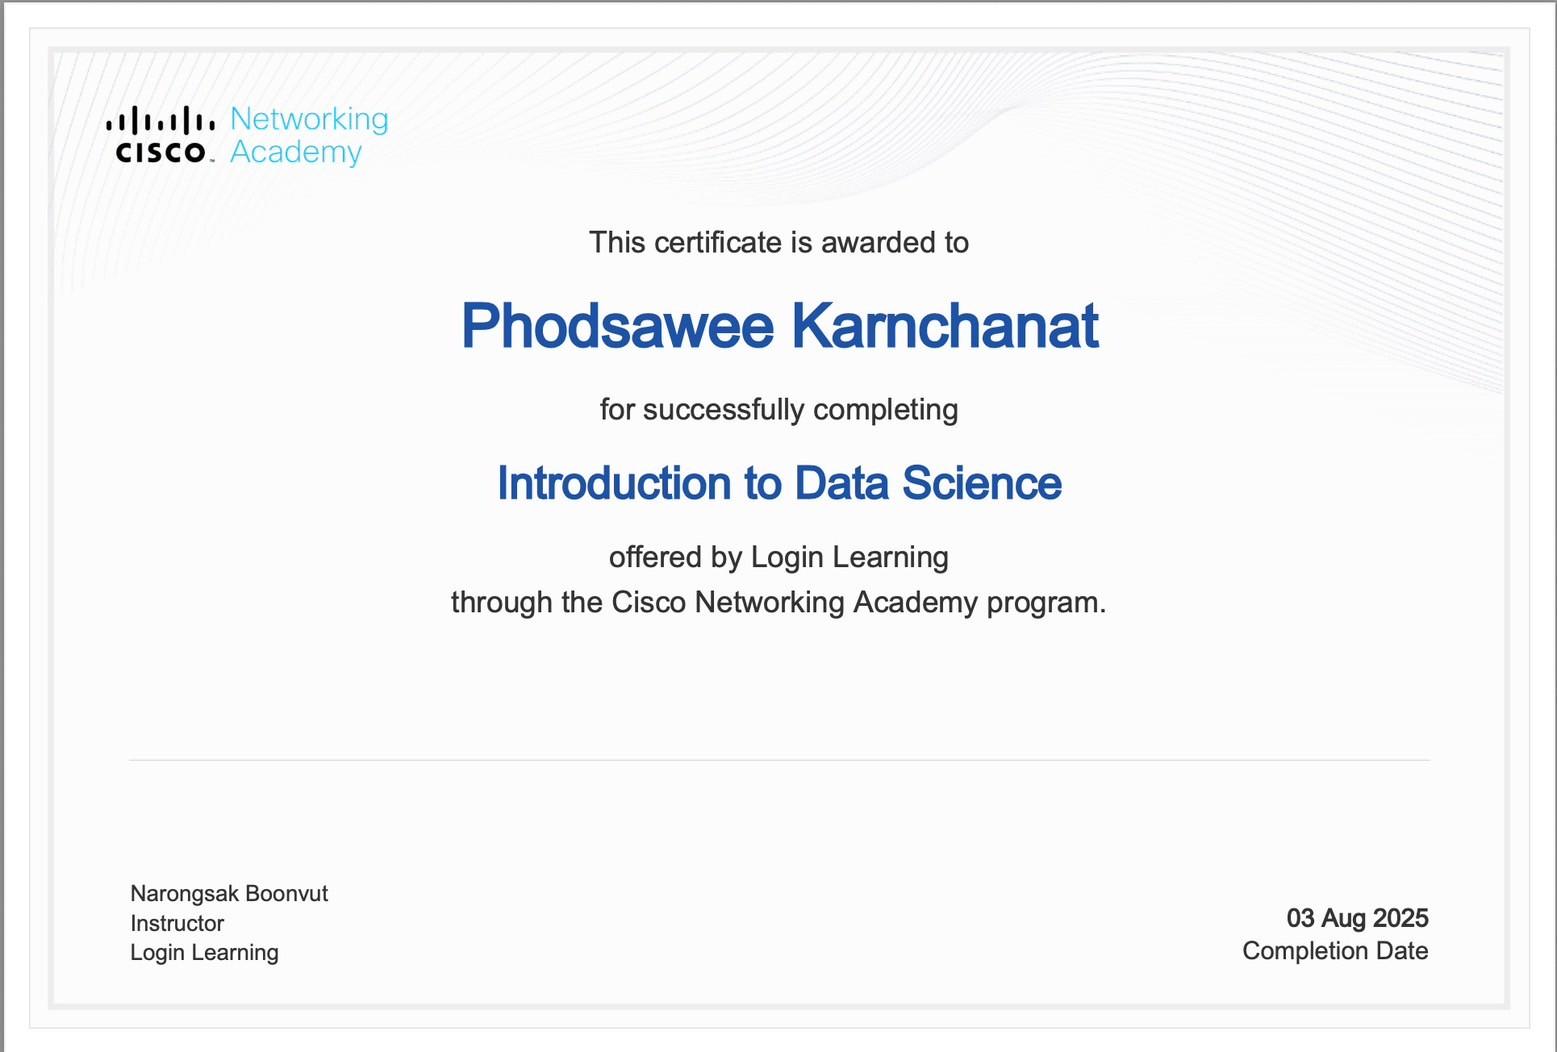 Networking
CISCO™ Academy
This certificate is awarded to
Phodsawee Karnchanat
for successfully completing
Introduction to Data Science
offered by Login Learning
through the Cisco Networking Academy program.
Narongsak Boonvut
Instructor
Login Learning
03 Aug 2025
Completion Date